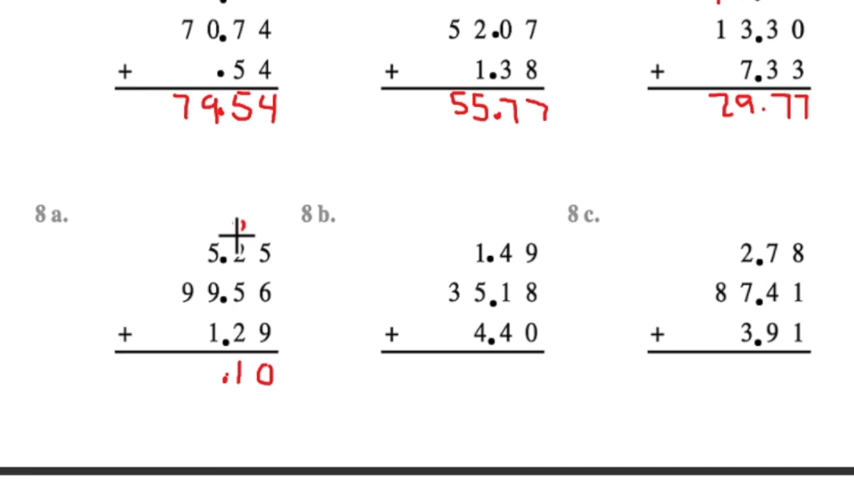 70.74 52.07 13.30
+ .54 + 1.38 + 7.33
79.54 55.77 29.77
8 a. 8 b. 8 c.
5.25 1.49 2.78
99.56 35.18 87.41
+ 1.29 + 4.40 + 3.91
.10